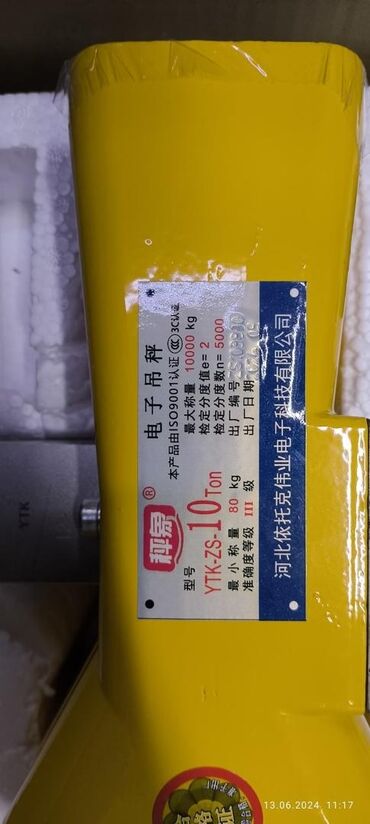 电子吊秤
本产品由ISO9001认证 3C认证
秤象®
型号 YTK-ZS-10Ton
最大称量 10000 kg
检定分度值e= 2
检定分度数n= 5000
最小称量 80 kg
准确度等级 III 级
出厂编号
出厂日期
河北依托克伟业电子科技有限公司
YTK
13.06.2024 11:17